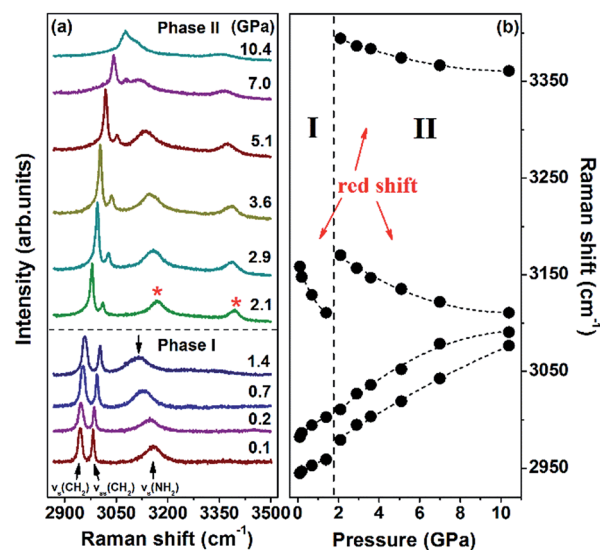 (a) Phase II (GPa)
10.4
7.0
5.1
3.6
2.9
* *
2.1
Phase I
1.4
0.7
0.2
0.1
νs(CH2) νas(CH2) νs(NH2)
2900 3100 3300 3500
Raman shift (cm-1)
Intensity (arb.units)
(b)
I II
red shift
3350
3250
3150
3050
2950
Raman shift (cm-1)
0 2 4 6 8 10
Pressure (GPa)